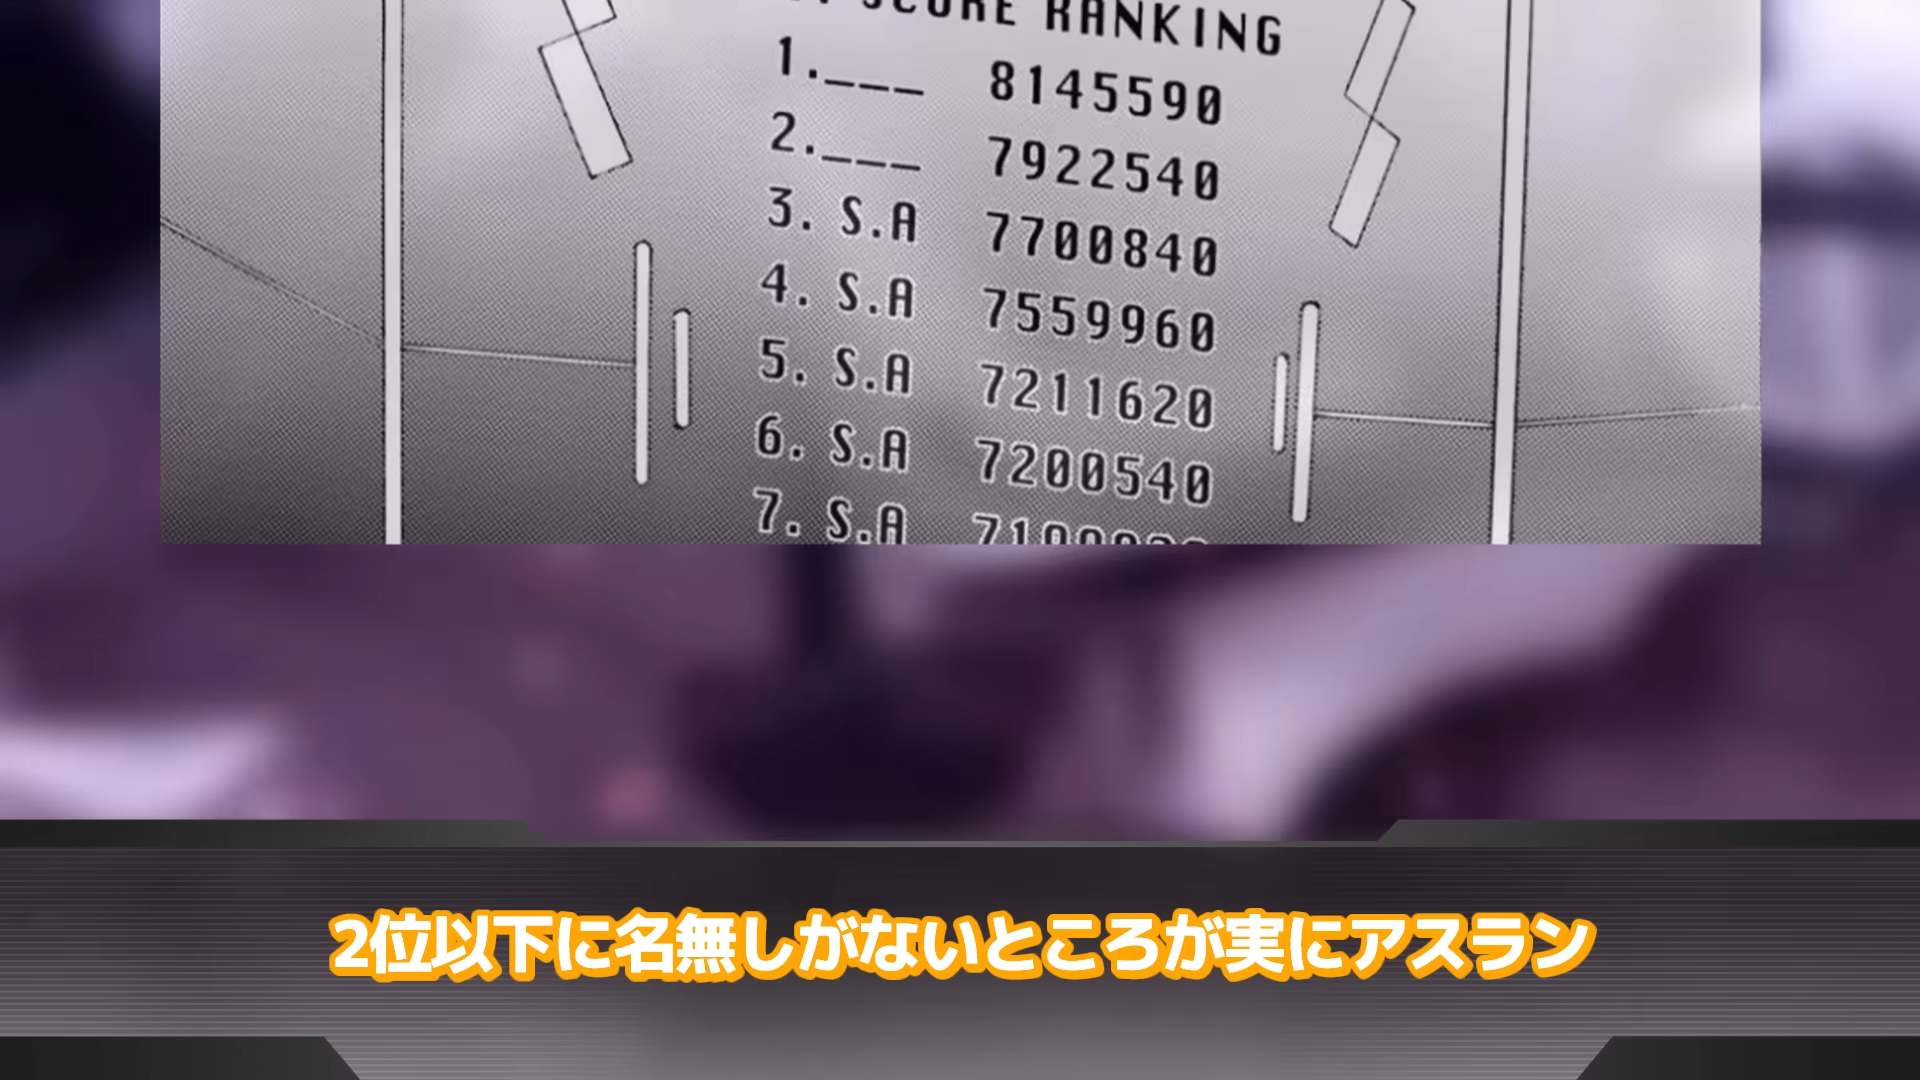 SCORE RANKING
1.___ 8145590
2.___ 7922540
3. S.A 7700840
4. S.A 7559960
5. S.A 7211620
6. S.A 7200540
7. S.A
2位以下に名無しがないところが実にアスラン